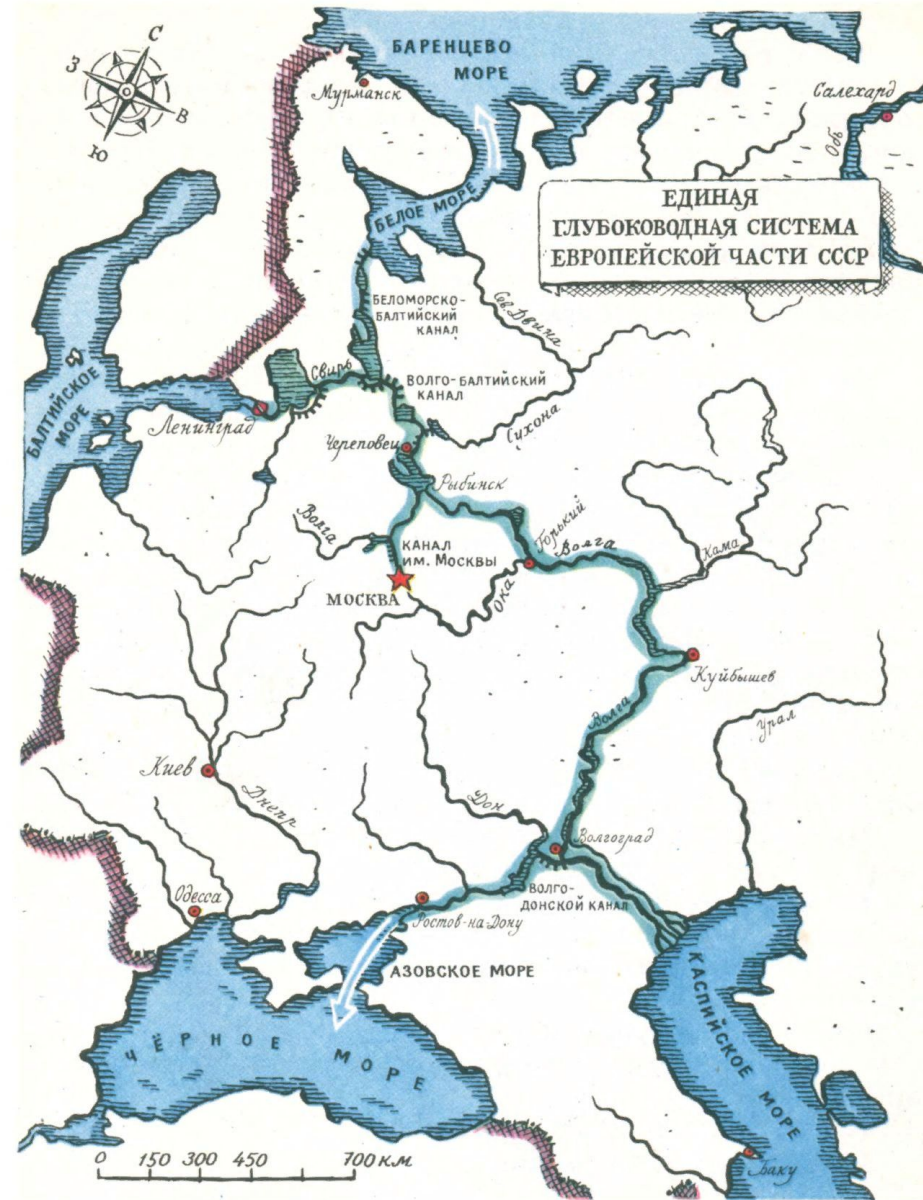 С
З
В
Ю
БАРЕНЦЕВО
МОРЕ
Мурманск
Салехард
Обь
БЕЛОЕ МОРЕ
ЕДИНАЯ
ГЛУБОКОВОДНАЯ СИСТЕМА
ЕВРОПЕЙСКОЙ ЧАСТИ СССР
БЕЛОМОРСКО-
БАЛТИЙСКИЙ
КАНАЛ
Сев. Двина
Свирь
ВОЛГО-БАЛТИЙСКИЙ
КАНАЛ
БАЛТИЙСКОЕ
МОРЕ
Ленинград
Сухона
Череповец
Рыбинск
Волга
КАНАЛ
ИМ. МОСКВЫ
Горький
Волга
Кама
МОСКВА
Ока
Куйбышев
Волга
Урал
Киев
Днепр
Дон
Волгоград
Одесса
Ростов-на-Дону
ВОЛГО-
ДОНСКОЙ КАНАЛ
АЗОВСКОЕ МОРЕ
КАСПИЙСКОЕ МОРЕ
ЧЁРНОЕ МОРЕ
Баку
0 150 300 450 700 км